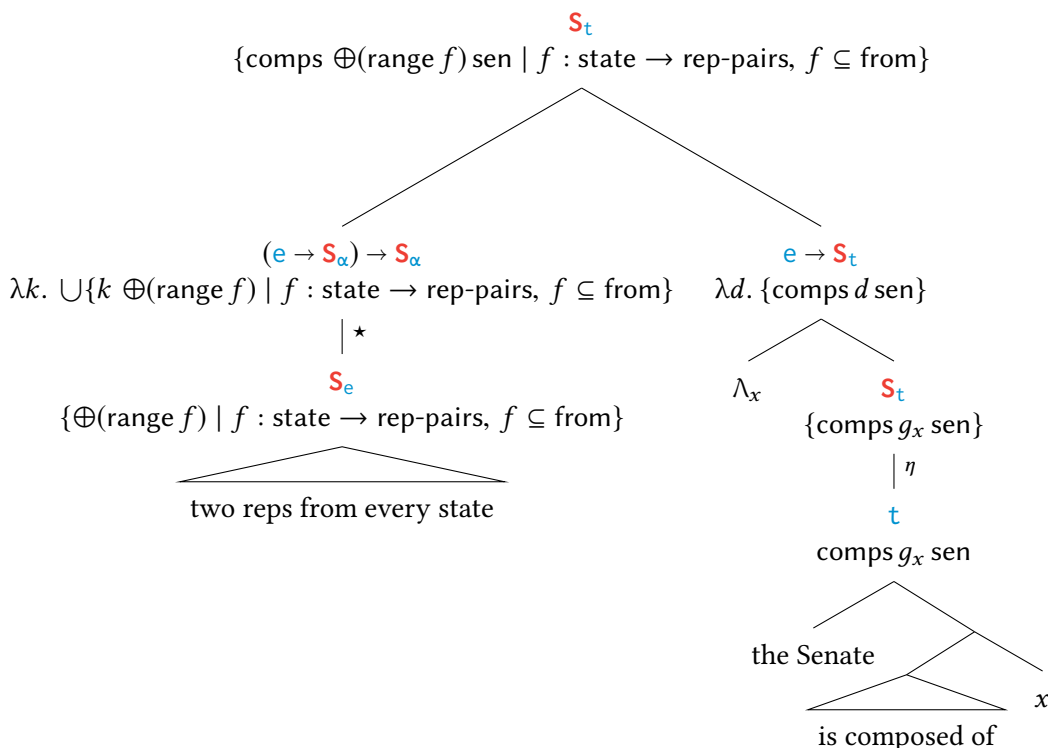 S_t
{comps ⊕(range f) sen | f : state → rep-pairs, f ⊆ from}
(e → S_α) → S_α
e → S_t
λk. ∪{k ⊕(range f) | f : state → rep-pairs, f ⊆ from}
λd. {comps d sen}
★
S_e
Λ_x
S_t
{⊕(range f) | f : state → rep-pairs, f ⊆ from}
{comps g_x sen}
η
two reps from every state
t
comps g_x sen
the Senate
x
is composed of